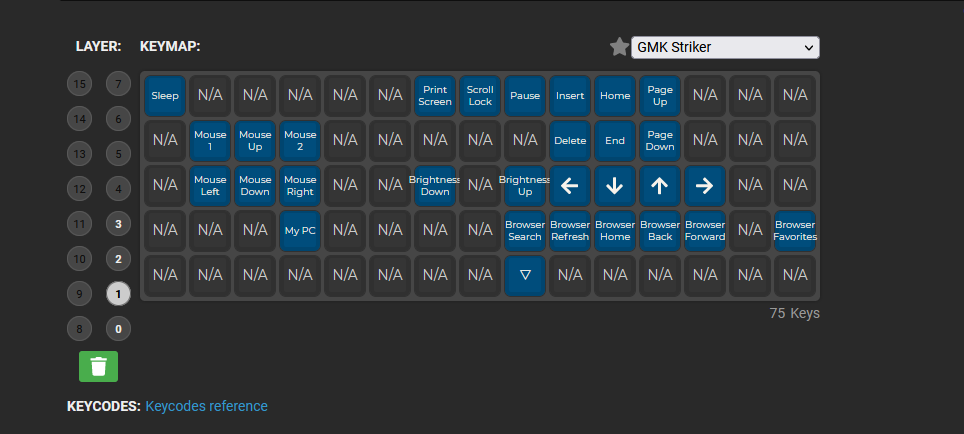 LAYER: KEYMAP: GMK Striker
15 7 Sleep N/A N/A N/A N/A N/A Print Screen Scroll Lock Pause Insert Home Page Up N/A N/A N/A
14 6 N/A Mouse 1 Mouse Up Mouse 2 N/A N/A N/A N/A N/A Delete End Page Down N/A N/A N/A
13 5
12 4 N/A Mouse Left Mouse Down Mouse Right N/A N/A Brightness Down N/A Brightness Up ← ↓ ↑ → N/A N/A
11 3 N/A N/A N/A My PC N/A N/A N/A N/A Browser Search Browser Refresh Browser Home Browser Back Browser Forward N/A Browser Favorites
10 2 N/A N/A N/A N/A N/A N/A N/A N/A ▽ N/A N/A N/A N/A N/A N/A
9 1
8 0
75 Keys
KEYCODES: Keycodes reference